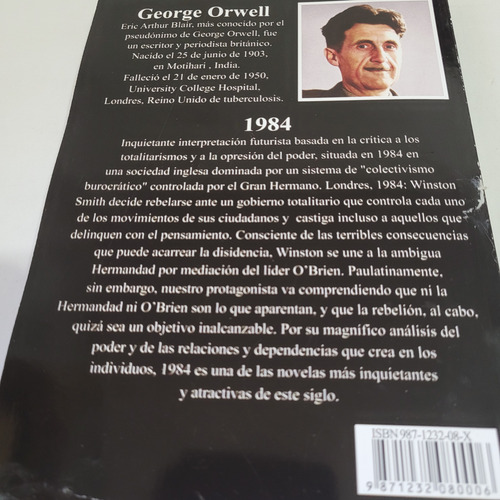 George Orwell
Eric Arthur Blair, más conocido por el
pseudónimo de George Orwell, fue
un escritor y periodista británico.
Nacido el 25 de junio de 1903,
en Motihari , India.
Falleció el 21 de enero de 1950,
University College Hospital,
Londres, Reino Unido de tuberculosis.
1984
Inquietante interpretación futurista basada en la crítica a los
totalitarismos y a la opresión del poder, situada en 1984 en
una sociedad inglesa dominada por un sistema de "colectivismo
burocrático" controlada por el Gran Hermano. Londres, 1984: Winston
Smith decide rebelarse ante un gobierno totalitario que controla cada uno
de los movimientos de sus ciudadanos y castiga incluso a aquellos que
delinquen con el pensamiento. Consciente de las terribles consecuencias
que puede acarrear la disidencia, Winston se une a la ambigua
Hermandad por mediación del líder O'Brien. Paulatinamente,
sin embargo, nuestro protagonista va comprendiendo que ni la
Hermandad ni O'Brien son lo que aparentan, y que la rebelión, al cabo,
quizá sea un objetivo inalcanzable. Por su magnífico análisis del
poder y de las relaciones y dependencias que crea en los
individuos, 1984 es una de las novelas más inquietantes
y atractivas de este siglo.
ISBN 987-1232-08-X
9 871232 080006